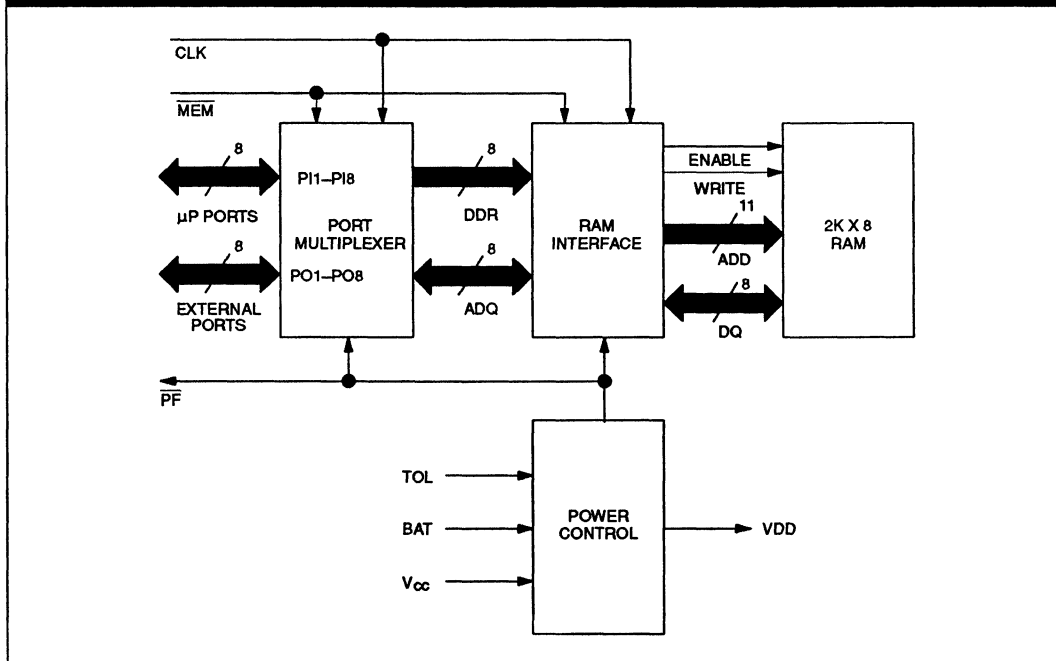 CLK
MEM
8
PI1–PI8
µP PORTS
8
PO1–PO8
EXTERNAL
PORTS
PORT
MULTIPLEXER
8
DDR
8
ADQ
RAM
INTERFACE
ENABLE
WRITE
11
ADD
8
DQ
2K X 8
RAM
PF
TOL
BAT
VCC
POWER
CONTROL
VDD